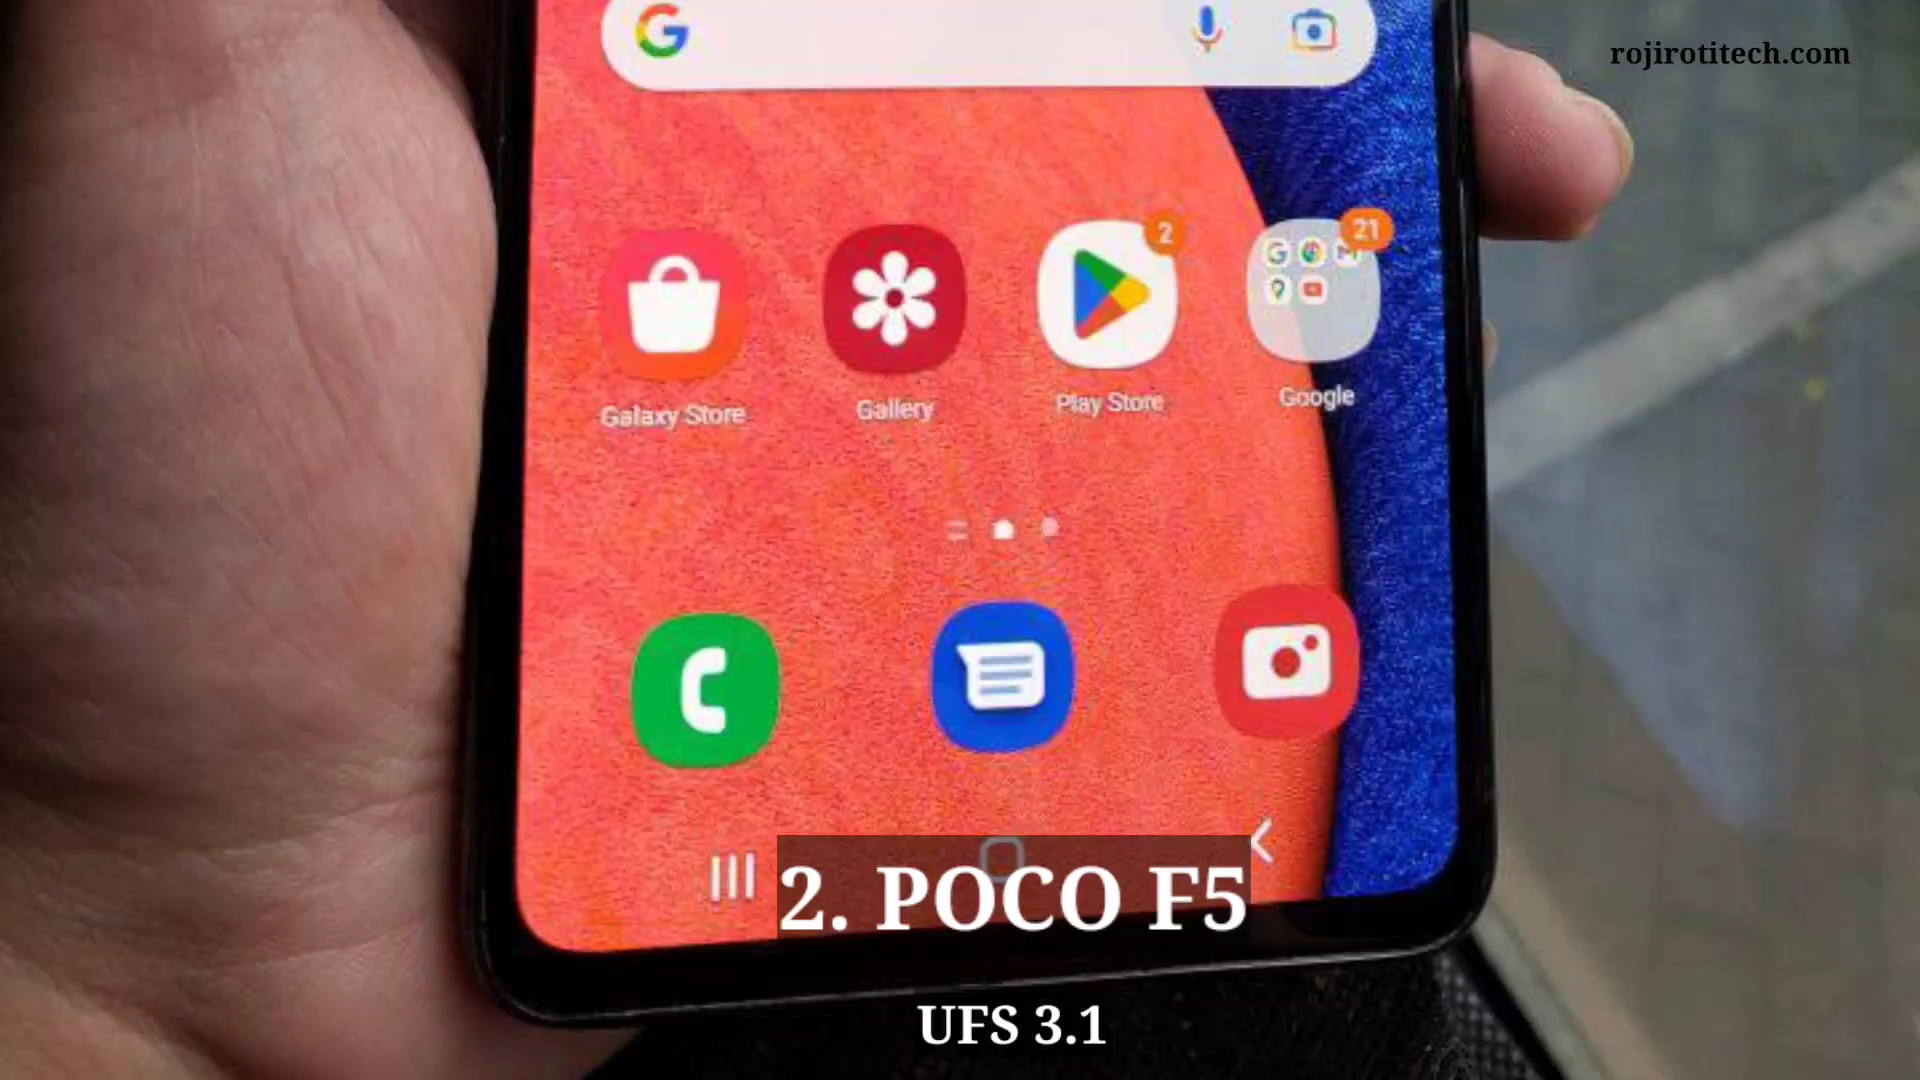 rojirotitech.com
G
2
21
Galaxy Store
Gallery
Play Store
Google
2. POCO F5
UFS 3.1